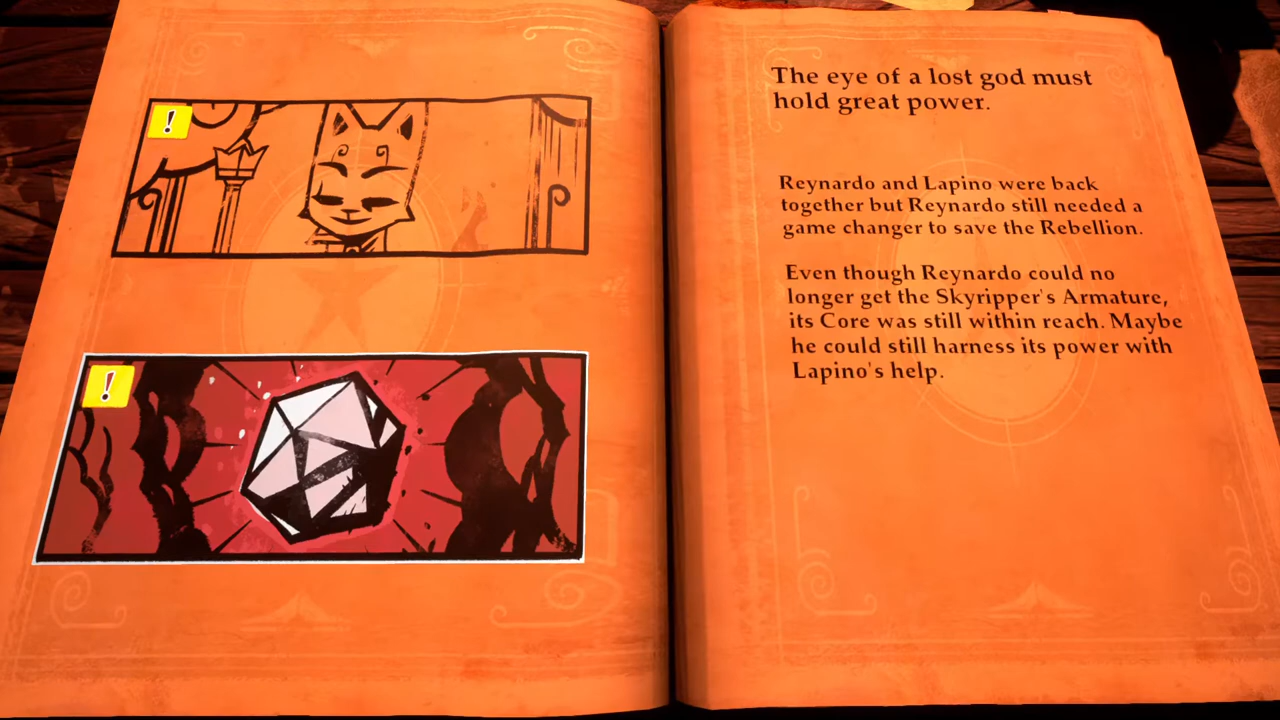 !
!
The eye of a lost god must
hold great power.
Reynardo and Lapino were back
together but Reynardo still needed a
game changer to save the Rebellion.
Even though Reynardo could no
longer get the Skyripper's Armature,
its Core was still within reach. Maybe
he could still harness its power with
Lapino's help.